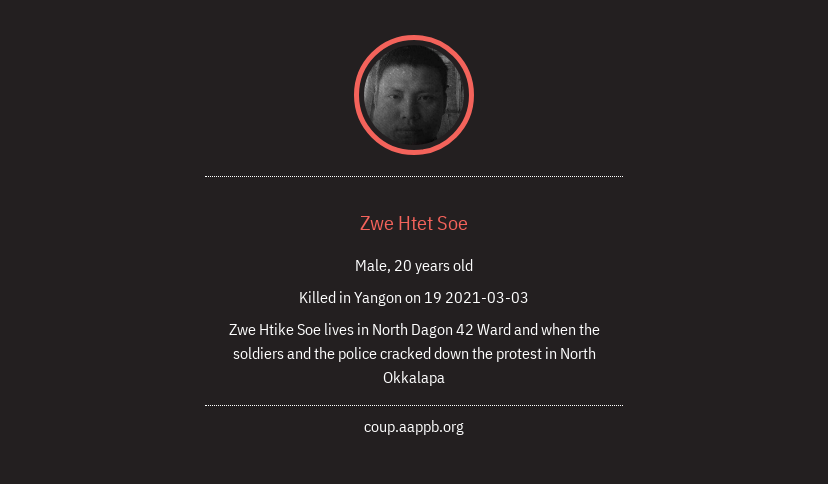 Zwe Htet Soe
Male, 20 years old
Killed in Yangon on 19 2021-03-03
Zwe Htike Soe lives in North Dagon 42 Ward and when the
soldiers and the police cracked down the protest in North
Okkalapa
coup.aappb.org